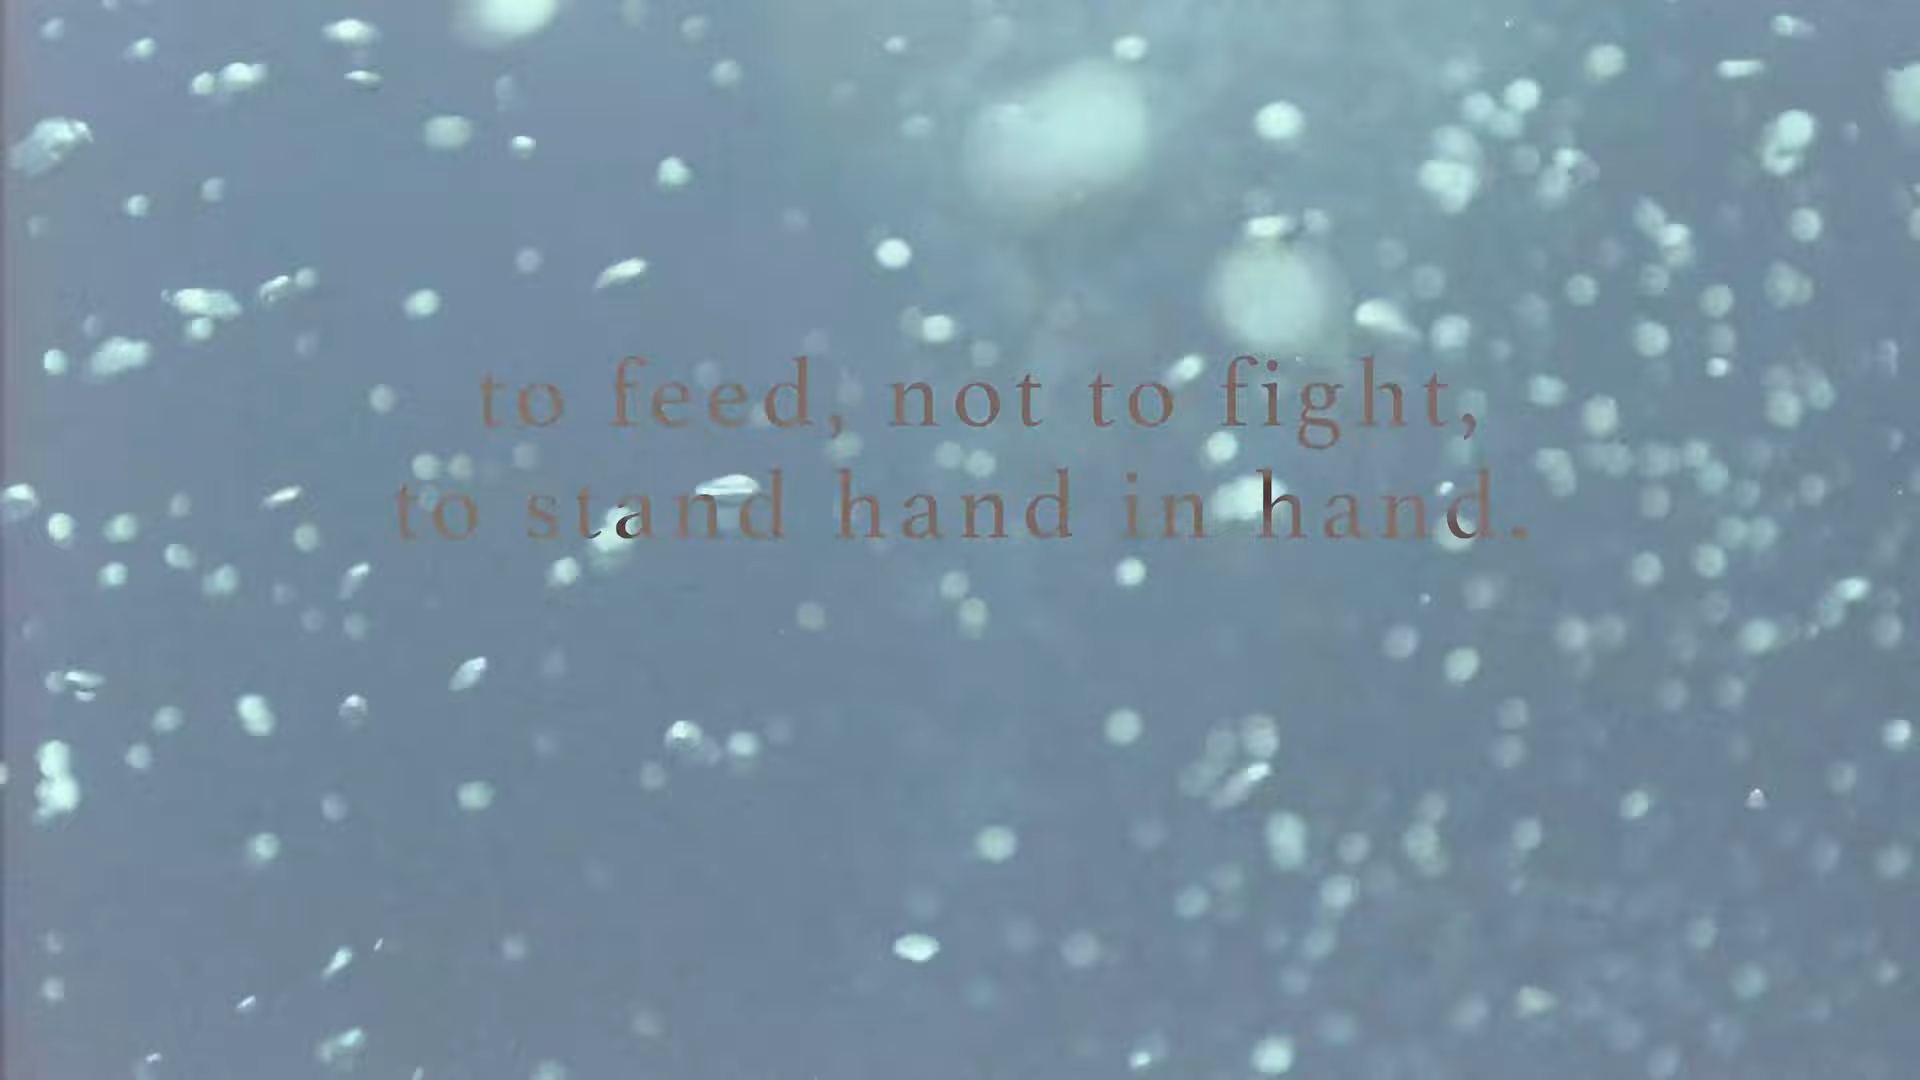 to feed, not to fight,
to stand hand in hand.